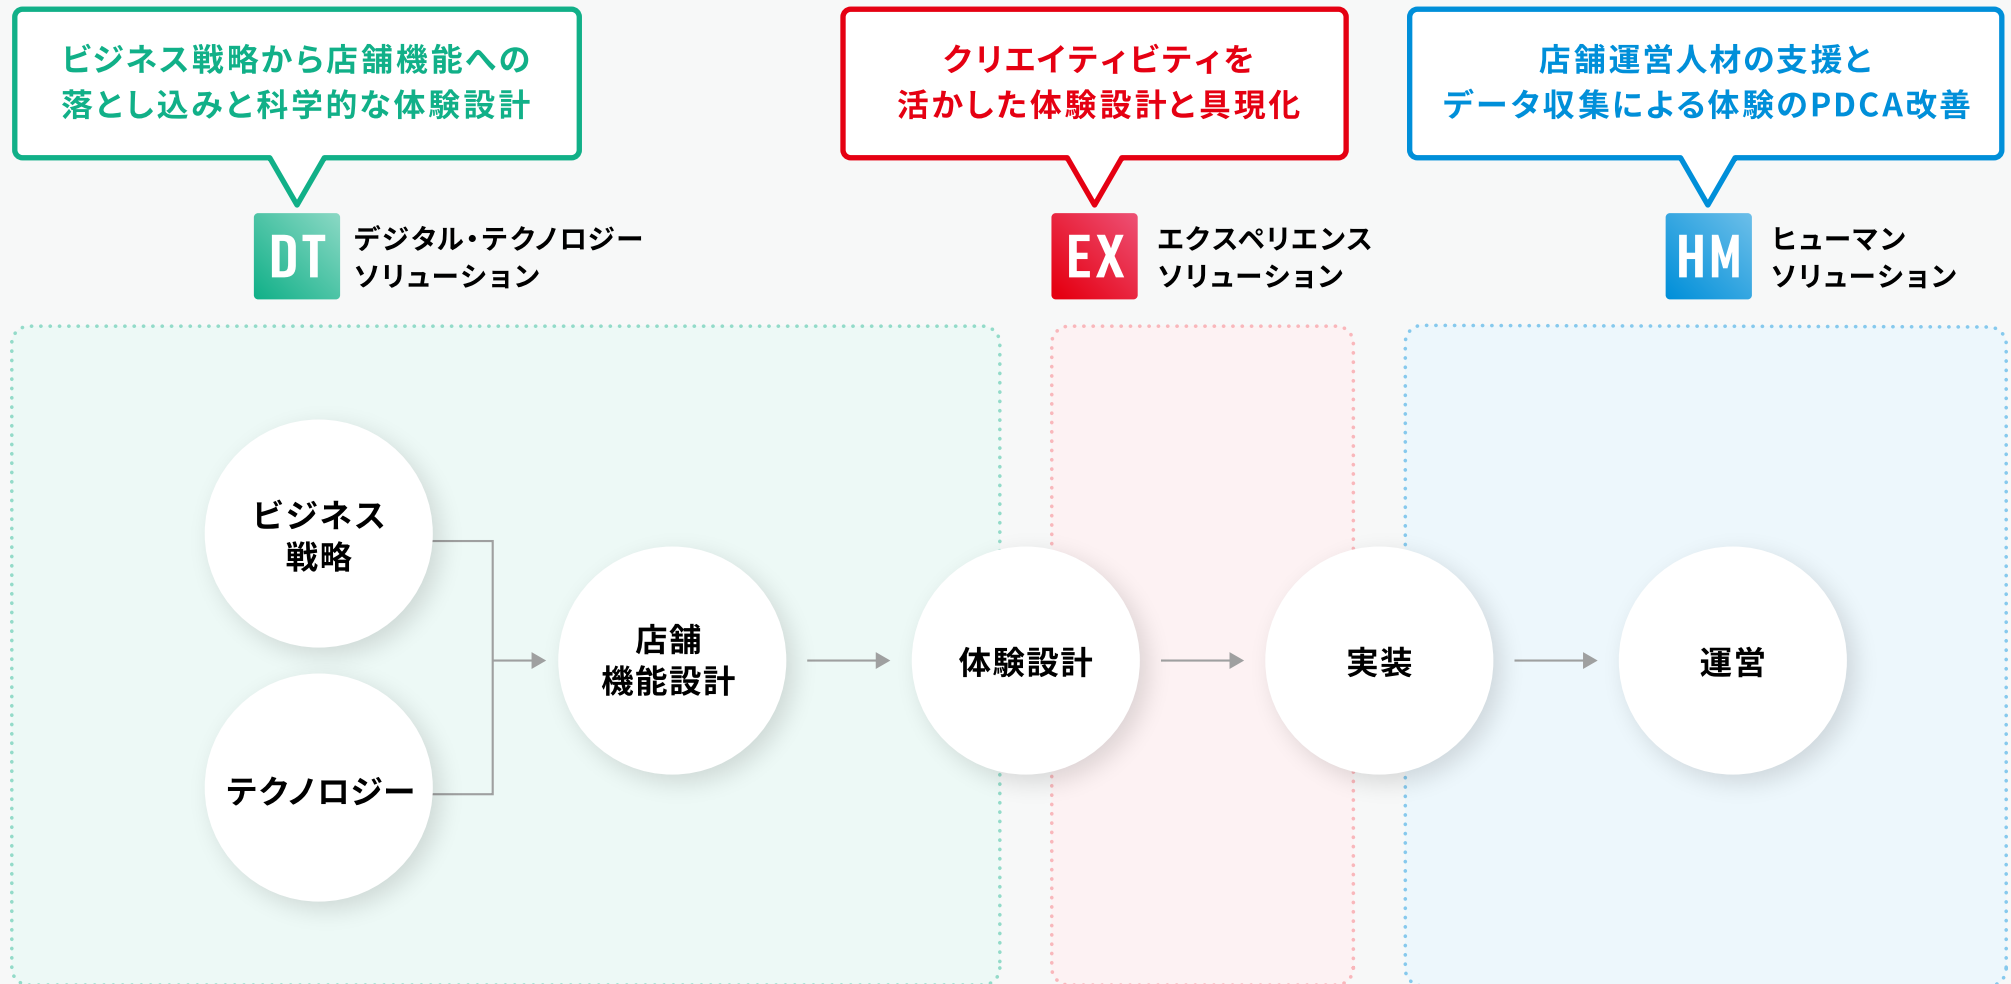 ビジネス戦略から店舗機能への
落とし込みと科学的な体験設計
クリエイティビティを
活かした体験設計と具現化
店舗運営人材の支援と
データ収集による体験のPDCA改善
DT
デジタル・テクノロジー
ソリューション
EX
エクスペリエンス
ソリューション
HM
ヒューマン
ソリューション
ビジネス
戦略
テクノロジー
店舗
機能設計
体験設計
実装
運営